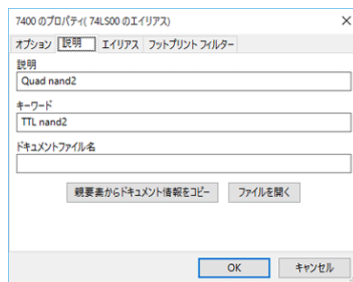 7400 のプロパティ( 74LS00 のエイリアス)
オプション 説明 エイリアス フットプリント フィルター
説明
Quad nand2
キーワード
TTL nand2
ドキュメントファイル名
親要素からドキュメント情報をコピー ファイルを開く
OK キャンセル